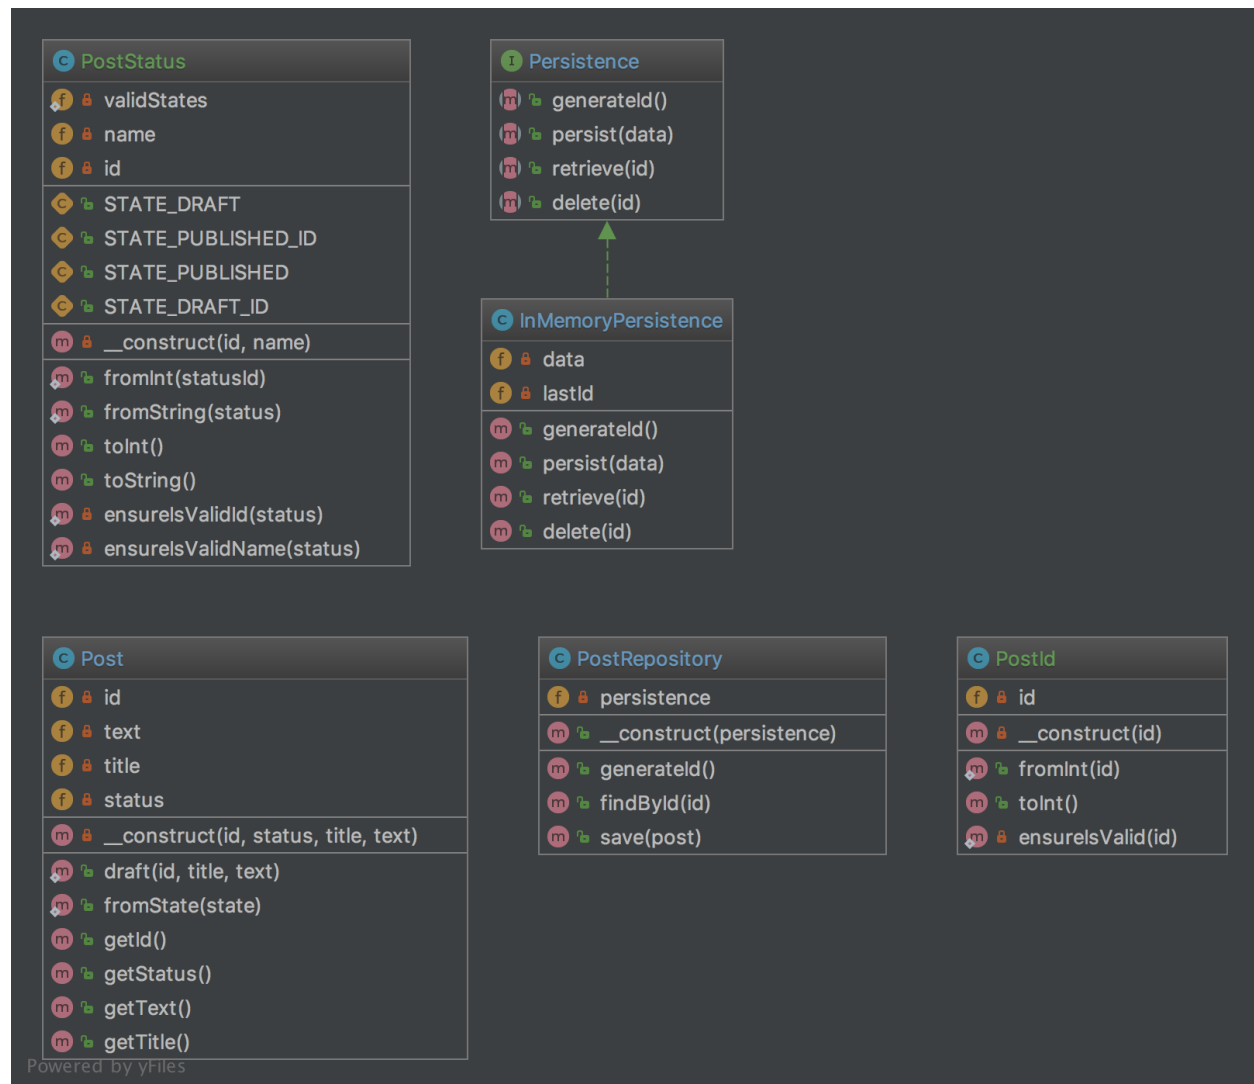 PostStatus
validStates
name
id
STATE_DRAFT
STATE_PUBLISHED_ID
STATE_PUBLISHED
STATE_DRAFT_ID
__construct(id, name)
fromInt(statusId)
fromString(status)
toInt()
toString()
ensureIsValidId(status)
ensureIsValidName(status)
Persistence
generateId()
persist(data)
retrieve(id)
delete(id)
InMemoryPersistence
data
lastId
generateId()
persist(data)
retrieve(id)
delete(id)
Post
id
text
title
status
__construct(id, status, title, text)
draft(id, title, text)
fromState(state)
getId()
getStatus()
getText()
getTitle()
PostRepository
persistence
__construct(persistence)
generateId()
findById(id)
save(post)
PostId
id
__construct(id)
fromInt(id)
toInt()
ensureIsValid(id)
Powered by yFiles